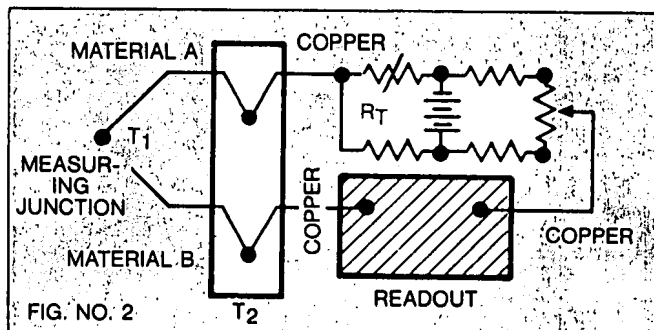 MATERIAL A
COPPER
RT
T1
MEASUR-
ING
JUNCTION
COPPER
COPPER
MATERIAL B
READOUT
FIG. NO. 2
T2